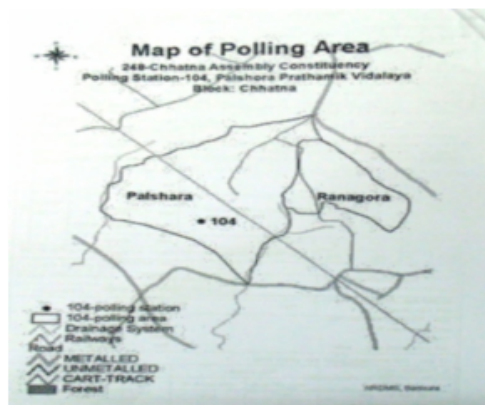 Map of Polling Area
248-Chhatna Assembly Constituency
Polling Station-104, Palshora Prathamik Vidalaya
Block: Chhatna
Palshara
Ranagora
104
104-polling station
104-polling area
Drainage System
Railways
Road
METALLED
UNMETALLED
CART-TRACK
Forest